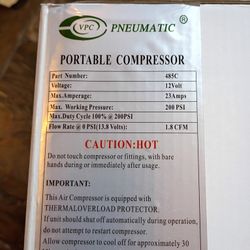 VPC PNEUMATIC ®
PORTABLE COMPRESSOR
Part Number: 485C
Voltage: 12Volt
Max.Amperage: 23Amps
Max. Working Pressure: 200 PSI
Max.Duty Cycle 100% @ 200PSI
Flow Rate @ 0 PSI(13.8 Volts): 1.8 CFM
CAUTION:HOT
Do not touch compressor or fittings, with bare
hands during or immediately after usage.
IMPORTANT:
This Air Compressor is equipped with
THERMALOVERLOAD PROTECTOR:
If unit should shut off automatically during operation,
do not attempt to restart compressor.
Allow compressor to cool off for approximately 30